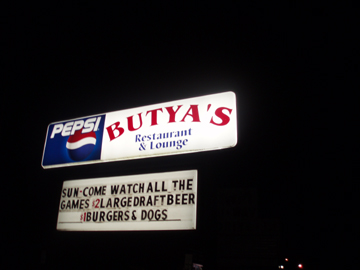 PEPSI
BUTYA'S
Restaurant
& Lounge
SUN-COME WATCH ALL THE
GAMES $2 LARGE DRAFT BEER
$1 BURGERS & DOGS